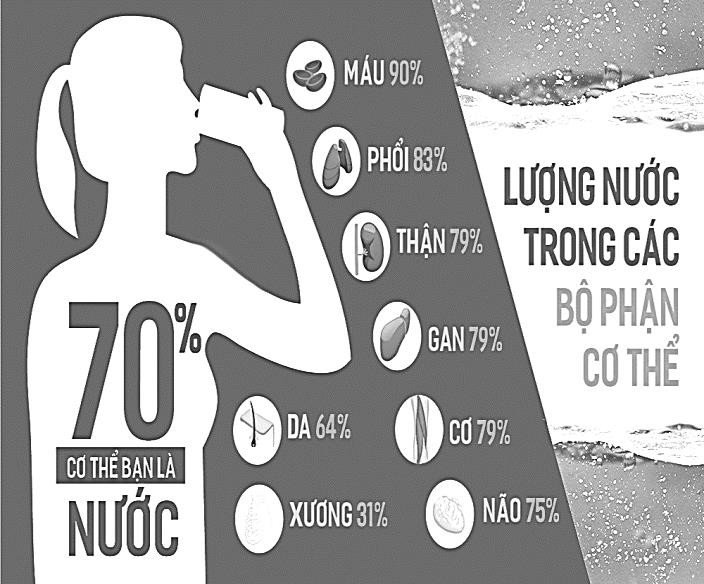 MÁU 90%
PHỔI 83%
THẬN 79%
GAN 79%
DA 64%
CƠ 79%
XƯƠNG 31%
NÃO 75%
70%
CƠ THỂ BẠN LÀ
NƯỚC
LƯỢNG NƯỚC
TRONG CÁC
BỘ PHẬN
CƠ THỂ